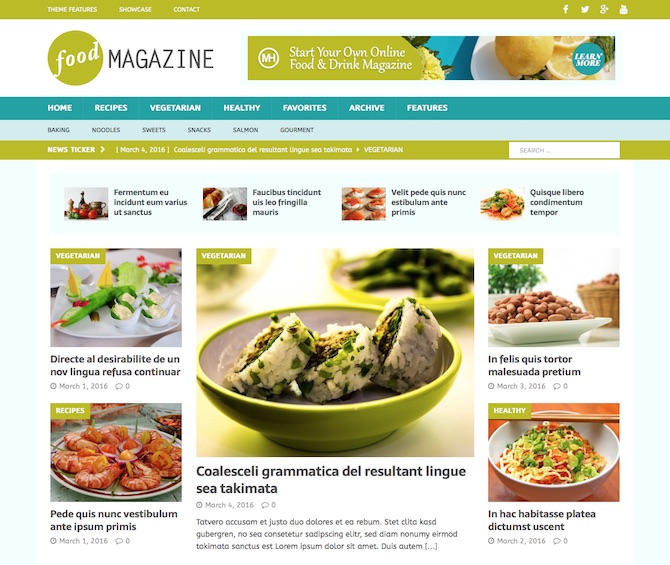 THEME FEATURES SHOWCASE CONTACT
food MAGAZINE
MH Start Your Own Online
Food & Drink Magazine
LEARN
MORE
HOME RECIPES VEGETARIAN HEALTHY FAVORITES ARCHIVE FEATURES
BAKING NOODLES SWEETS SNACKS SALMON GOURMENT
NEWS TICKER [ March 4, 2016 ] Coalesceli grammatica del resultant lingue sea takimata VEGETARIAN SEARCH ...
Fermentum eu
incidunt eum varius
ut sanctus
Faucibus tincidunt
uis leo fringilla
mauris
Velit pede quis nunc
estibulum ante
primis
Quisque libero
condimentum
tempor
VEGETARIAN
Directe al desirabilite de un
nov lingua refusa continuar
March 1, 2016 0
RECIPES
Pede quis nunc vestibulum
ante ipsum primis
March 1, 2016 0
VEGETARIAN
Coalesceli grammatica del resultant lingue
sea takimata
March 4, 2016 0
Tatvero accusam et justo duo dolores et ea rebum. Stet clita kasd
gubergren, no sea consetetur sadipscing elitr, sed diam nonumy eirmod
takimata sanctus est Lorem ipsum dolor sit amet. Duis autem [...]
VEGETARIAN
In felis quis tortor
malesuada pretium
March 3, 2016 0
HEALTHY
In hac habitasse platea
dictumst uscent
March 2, 2016 0